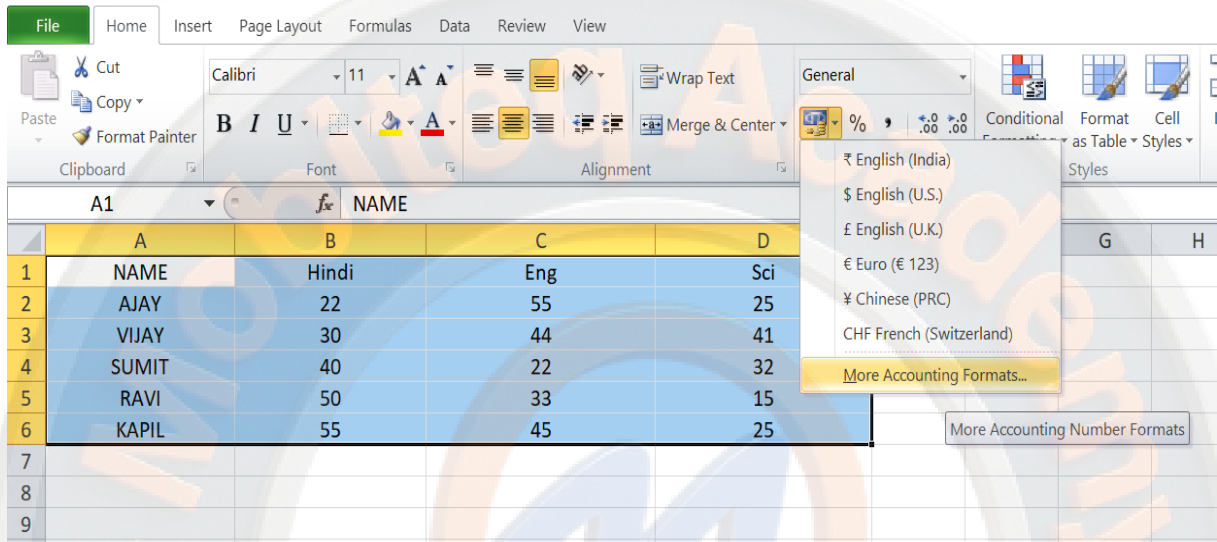 File Home Insert Page Layout Formulas Data Review View
Cut
Copy
Format Painter
Paste
Clipboard
Calibri 11 A A
B I U A
Font
Wrap Text
Merge & Center
Alignment
General
% , .0 .00 .00 .0
Conditional Format Cell
as Table Styles
Styles
₹ English (India)
$ English (U.S.)
£ English (U.K.)
€ Euro (€ 123)
¥ Chinese (PRC)
CHF French (Switzerland)
More Accounting Formats...
More Accounting Number Formats
A1 fx NAME
A B C D G H
1 NAME Hindi Eng Sci
2 AJAY 22 55 25
3 VIJAY 30 44 41
4 SUMIT 40 22 32
5 RAVI 50 33 15
6 KAPIL 55 45 25
7
8
9
Mobiteq Academy